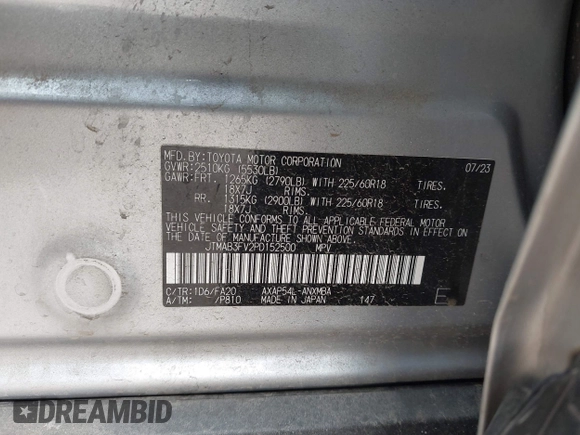 MFD.BY:TOYOTA MOTOR CORPORATION 07/23
GVWR:2510KG (5530LB)
GAWR:FRT. 1265KG (2790LB) WITH 225/60R18 TIRES.
18X7J RIMS.
RR. 1315KG (2900LB) WITH 225/60R18 TIRES.
18X7J RIMS.
THIS VEHICLE CONFORMS TO ALL APPLICABLE FEDERAL MOTOR
VEHICLE SAFETY STANDARDS IN EFFECT ON THE
DATE OF MANUFACTURE SHOWN ABOVE.
JTMAB3FV2PD152500 MPV
C/TR:1D6/FA20 AXAP54L-ANXMBA
A/TM: /P810 MADE IN JAPAN 147 E
DREAMBID